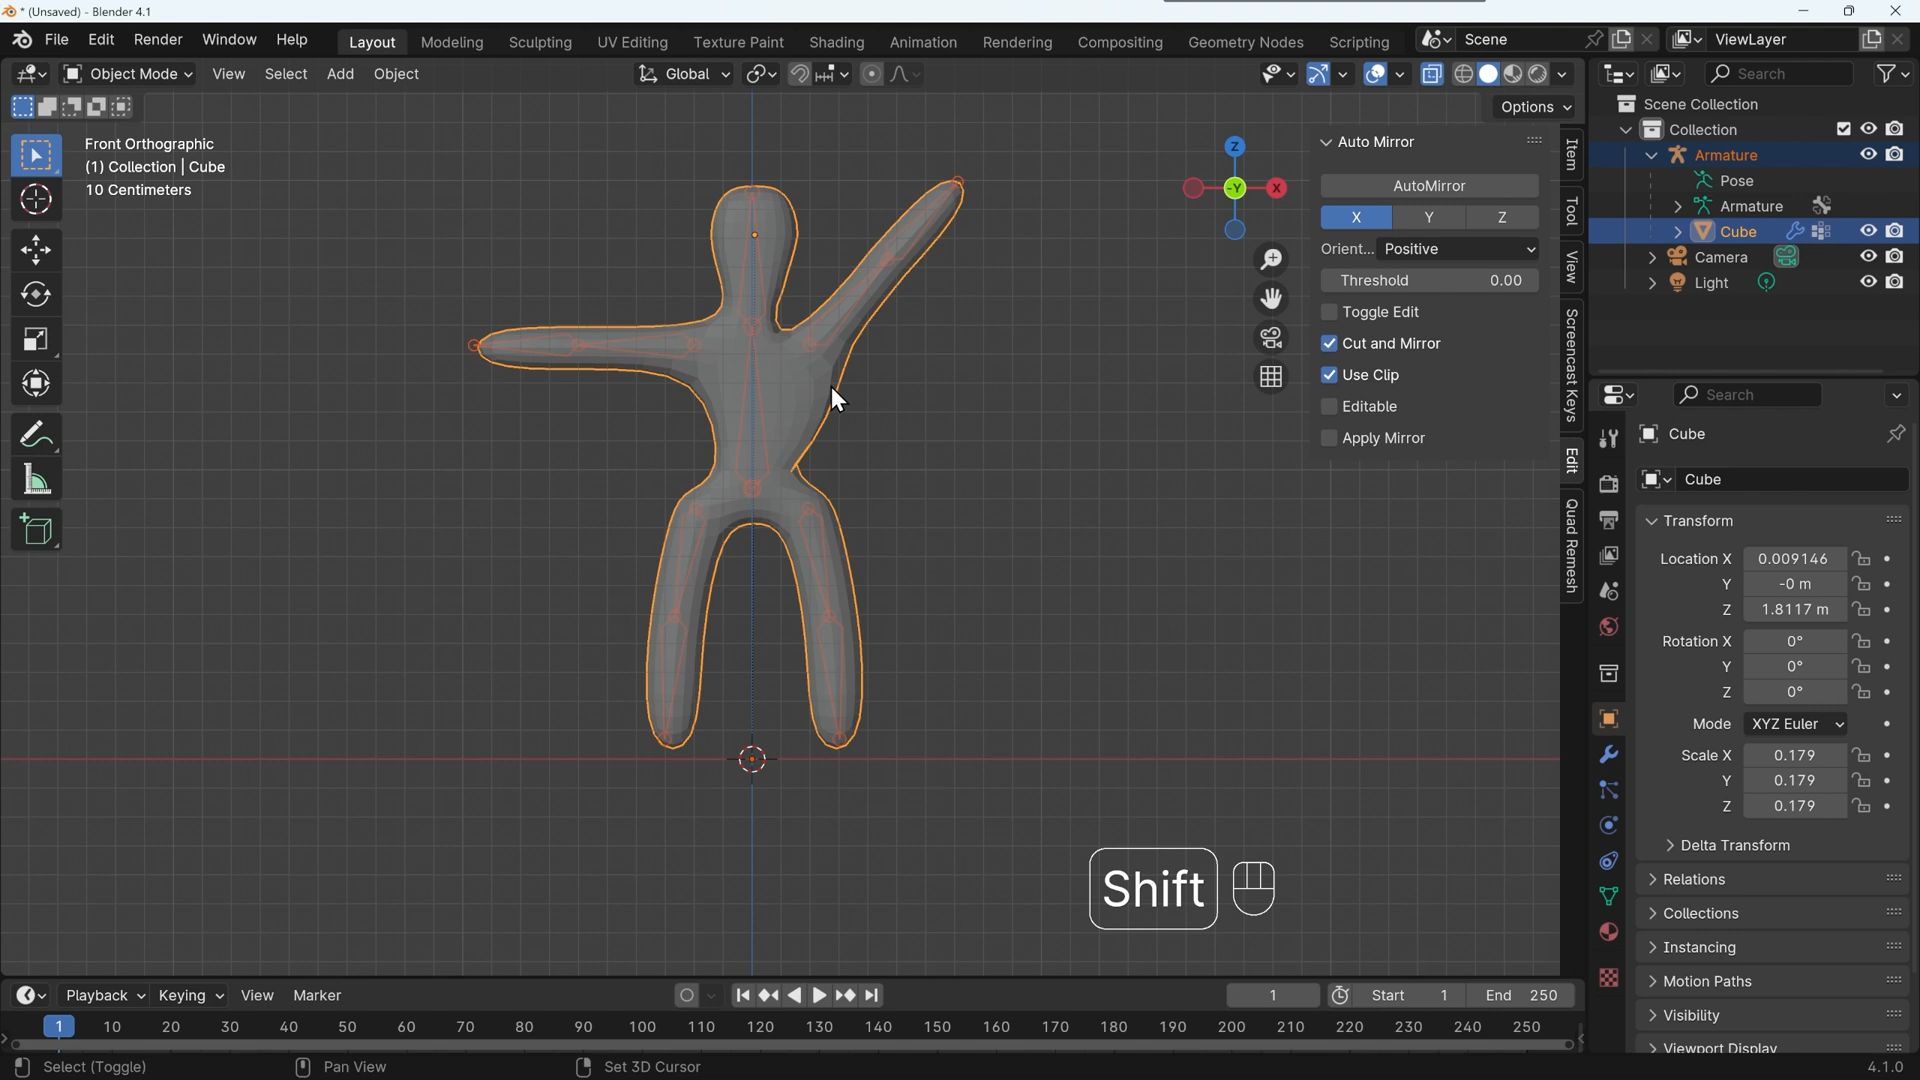 * (Unsaved) - Blender 4.1
File Edit Render Window Help
Layout Modeling Sculpting UV Editing Texture Paint Shading Animation Rendering Compositing Geometry Nodes Scripting
Scene
ViewLayer
Object Mode View Select Add Object
Global
Search
Options
Front Orthographic
(1) Collection | Cube
10 Centimeters
Z
-Y
X
Auto Mirror
AutoMirror
X Y Z
Orient... Positive
Threshold 0.00
Toggle Edit
Cut and Mirror
Use Clip
Editable
Apply Mirror
Item
Tool
View
Screencast Keys
Edit
Quad Remesh
Scene Collection
Collection
Armature
Pose
Armature
Cube
Camera
Light
Search
Cube
Cube
Transform
Location X 0.009146
Y -0 m
Z 1.8117 m
Rotation X 0°
Y 0°
Z 0°
Mode XYZ Euler
Scale X 0.179
Y 0.179
Z 0.179
Delta Transform
Relations
Collections
Instancing
Motion Paths
Visibility
Viewport Display
Shift
Playback Keying View Marker
1 Start 1 End 250
1 10 20 30 40 50 60 70 80 90 100 110 120 130 140 150 160 170 180 190 200 210 220 230 240 250
Select (Toggle) Pan View Set 3D Cursor 4.1.0